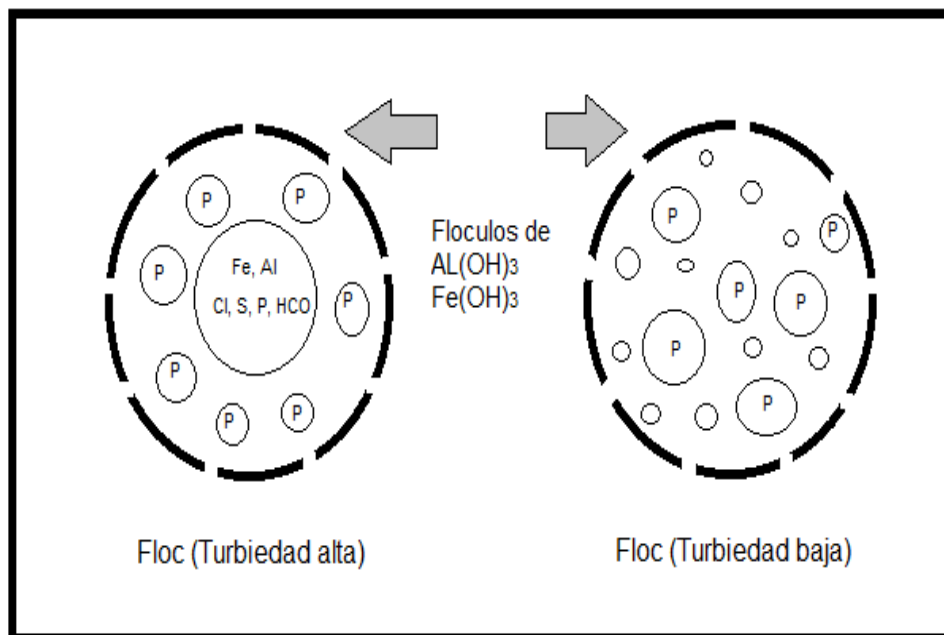 P
P
P
Fe, Al
Cl, S, P, HCO
P
P
P
P
Floculos de
AL(OH)3
Fe(OH)3
P
P
P
P
P
P
Floc (Turbiedad alta)
Floc (Turbiedad baja)